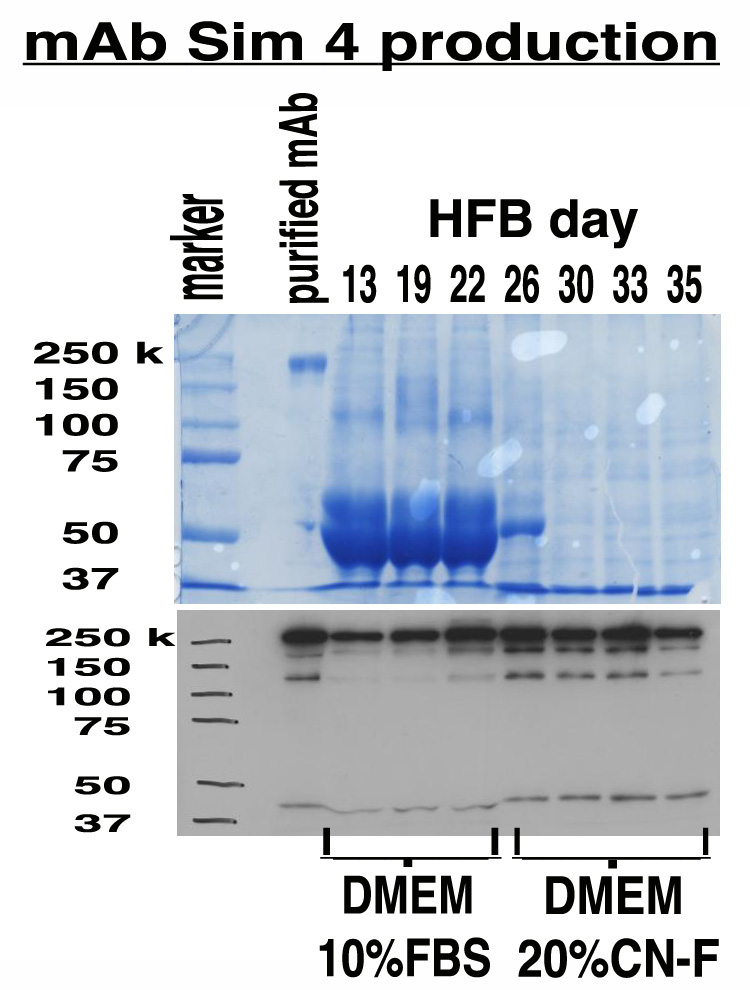 mAb Sim 4 production
marker
purified mAb
HFB day
13 19 22 26 30 33 35
250 k
150
100
75
50
37
250 k
150
100
75
50
37
DMEM
10%FBS
DMEM
20%CN-F